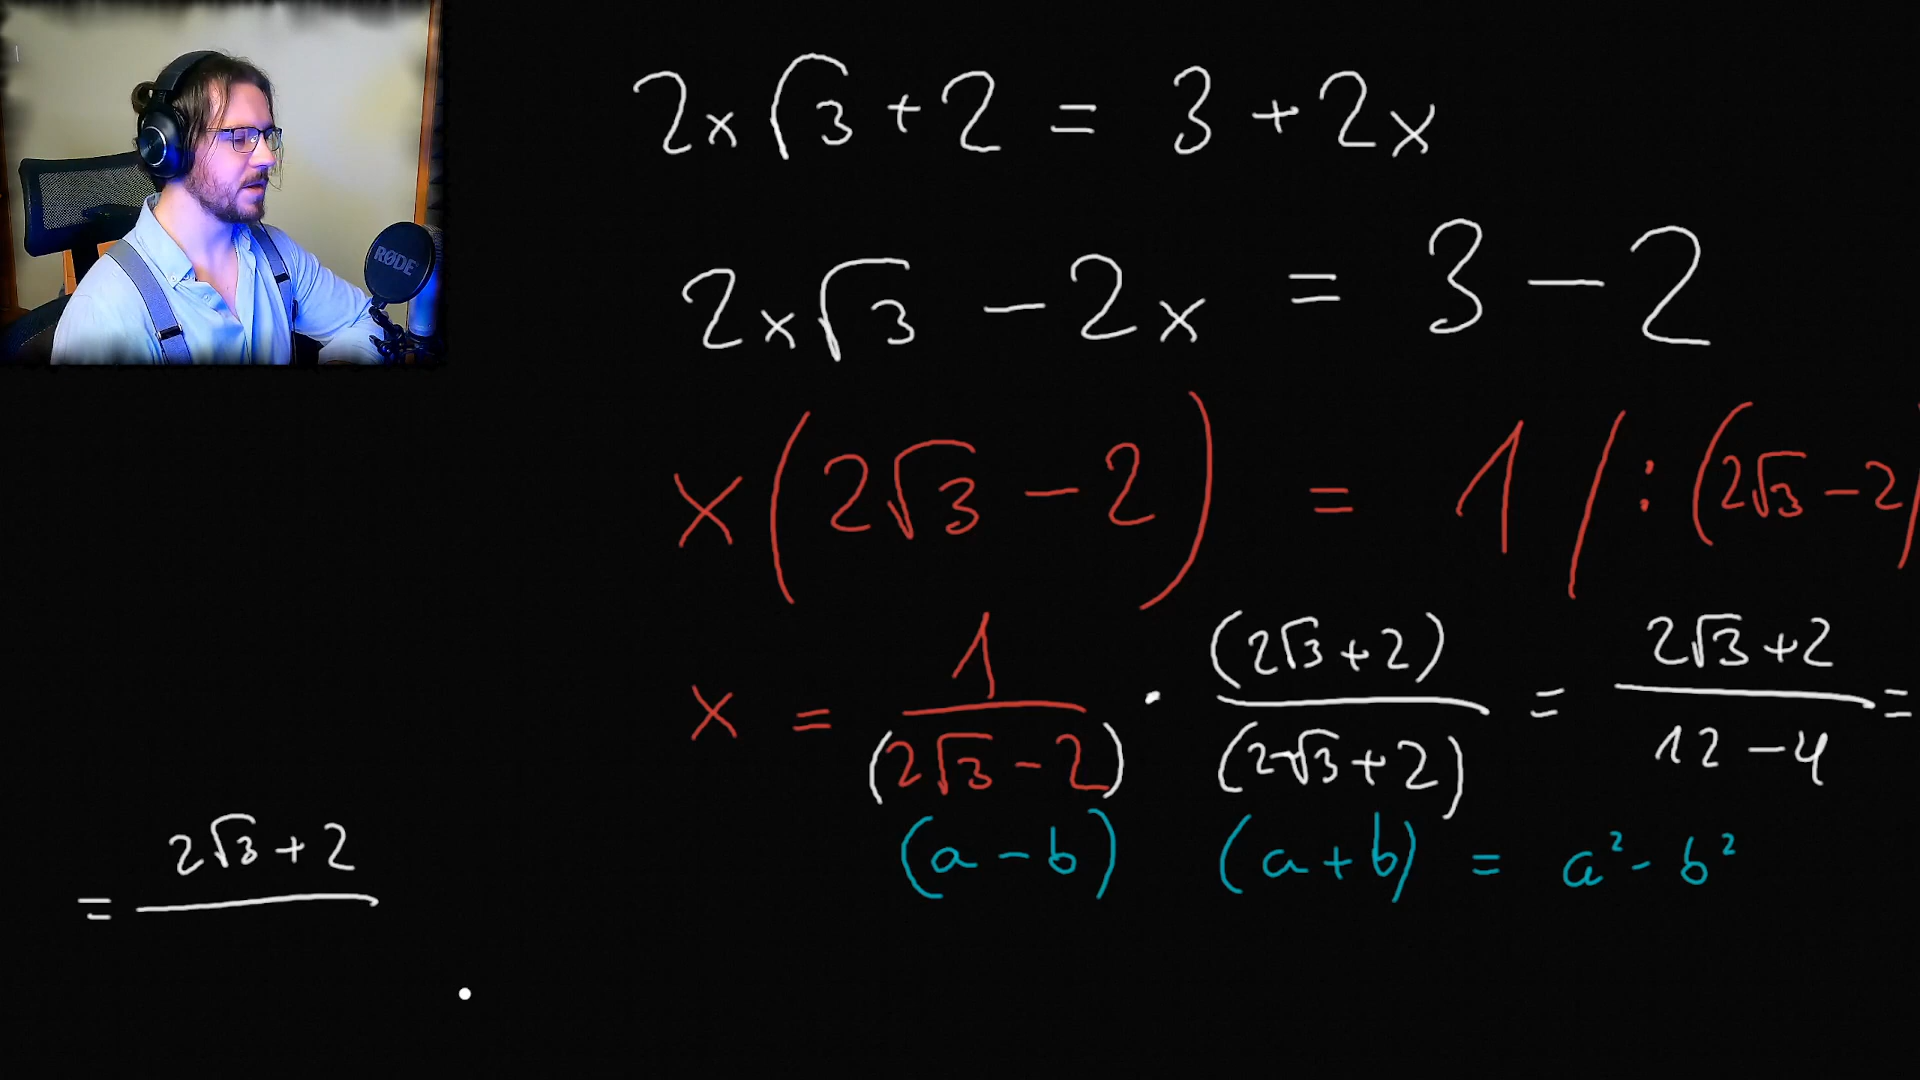 RØDE
2x√3 + 2 = 3 + 2x
2x√3 - 2x = 3 - 2
x(2√3 - 2) = 1 / : (2√3 - 2)
x = 1/(2√3 - 2) · (2√3 + 2)/(2√3 + 2) = 2√3 + 2/12 - 4 =
(a - b) (a + b) = a² - b²
= 2√3 + 2